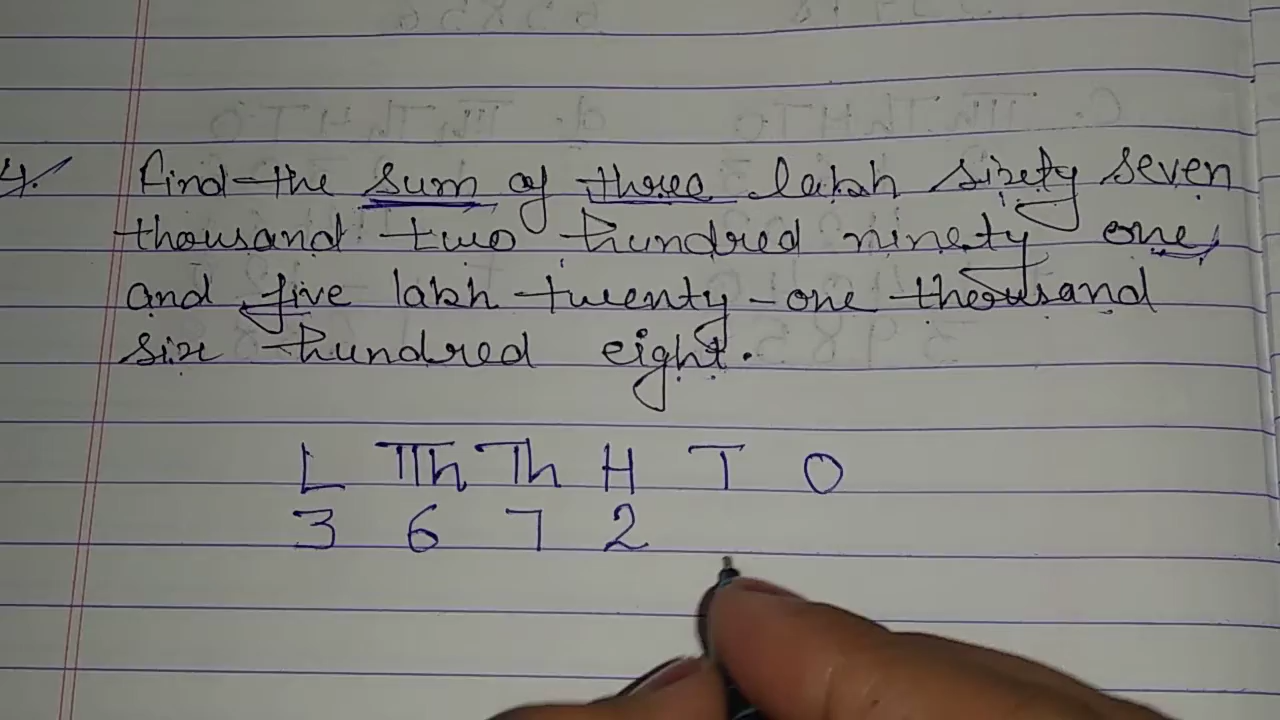 4. Find the sum of three lakh sixty seven
thousand two hundred ninety one,
and five lakh twenty-one thousand
six hundred eight.
L TTh Th H T O
3 6 7 2